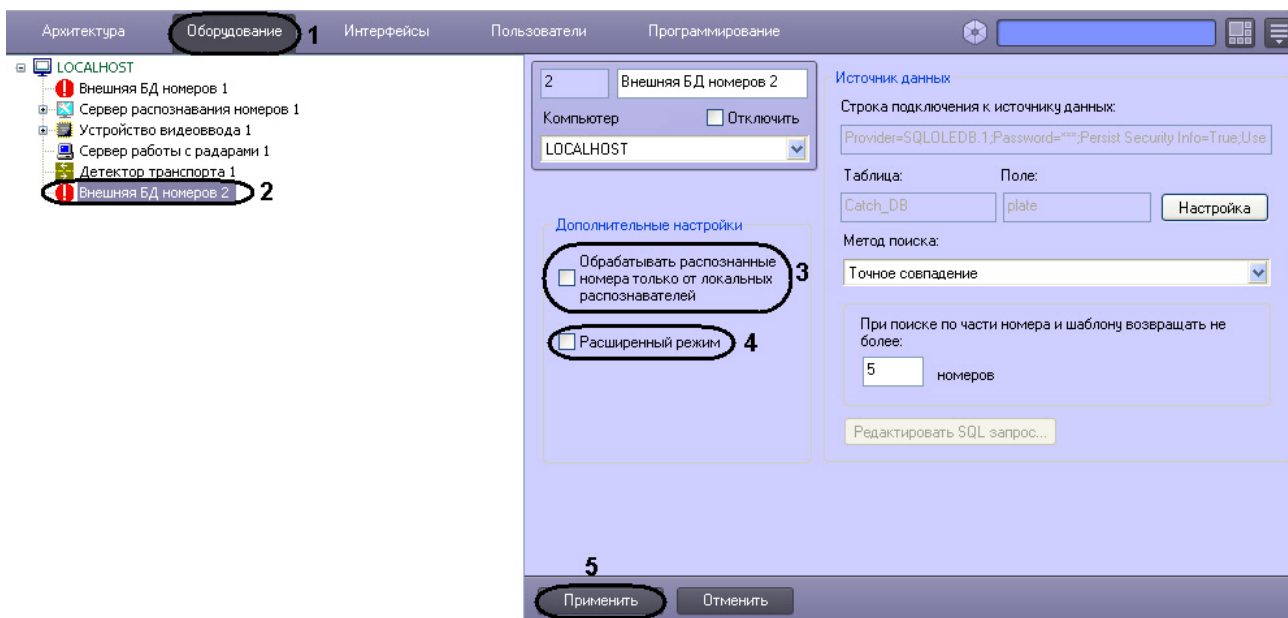 Архитектура Оборудование 1 Интерфейсы Пользователи Программирование
LOCALHOST
Внешняя БД номеров 1
Сервер распознавания номеров 1
Устройство видеоввода 1
Сервер работы с радарами 1
Детектор транспорта 1
Внешняя БД номеров 2 2
2 Внешняя БД номеров 2
Компьютер Отключить
LOCALHOST
Дополнительные настройки
Обрабатывать распознанные
номера только от локальных 3
распознавателей
Расширенный режим 4
Источник данных
Строка подключения к источнику данных:
Provider=SQLOLEDB.1;Password=***;Persist Security Info=True;Use
Таблица: Поле:
Catch_DB plate Настройка
Метод поиска:
Точное совпадение
При поиске по части номера и шаблону возвращать не
более:
5 номеров
Редактировать SQL запрос...
5
Применить Отменить